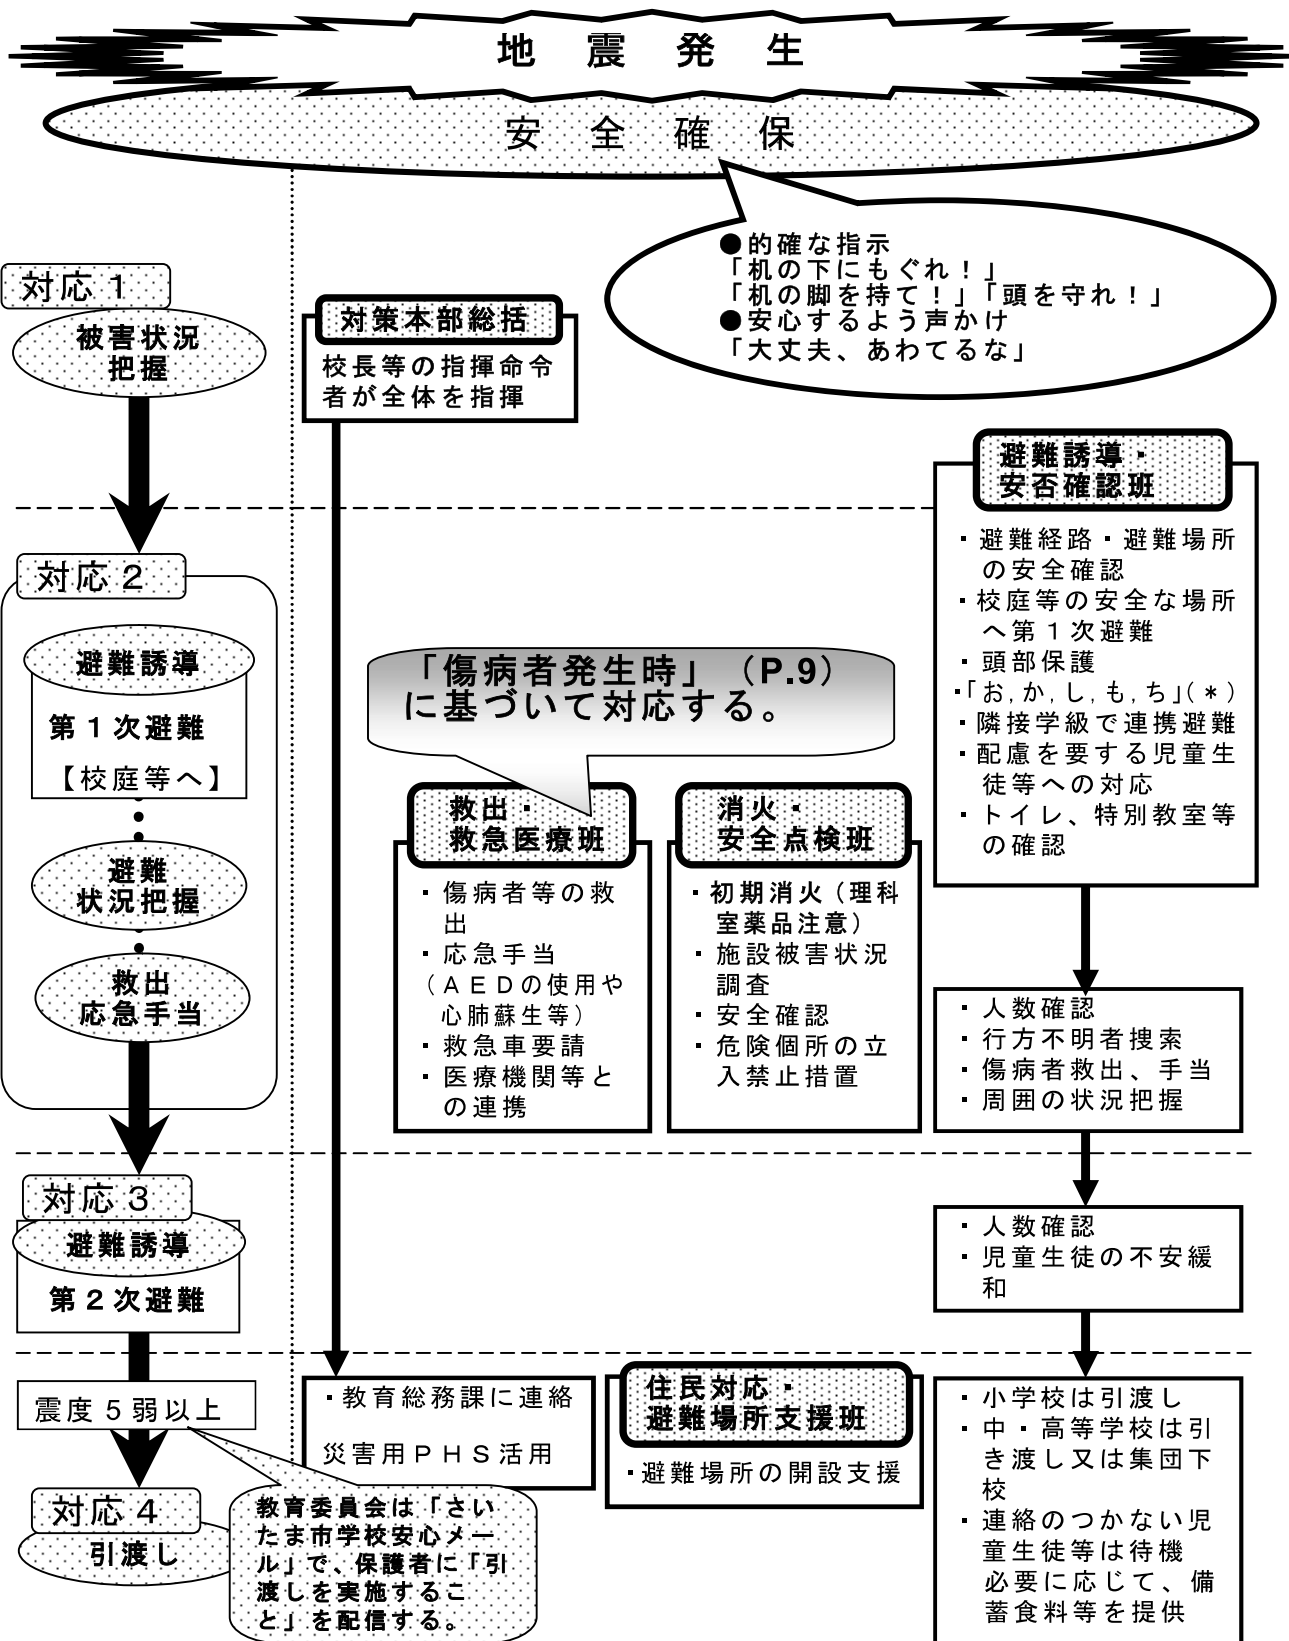 地震発生
安全確保
●的確な指示
「机の下にもぐれ！」
「机の脚を持て！」「頭を守れ！」
●安心するよう声かけ
「大丈夫、あわてるな」
対応１
被害状況
把握
対策本部総括
校長等の指揮命令
者が全体を指揮
避難誘導・
安否確認班
・避難経路・避難場所
の安全確認
・校庭等の安全な場所
へ第１次避難
・頭部保護
・「お,か,し,も,ち」(＊)
・隣接学級で連携避難
・配慮を要する児童生
徒等への対応
・トイレ、特別教室等
の確認
対応２
避難誘導
第１次避難
【校庭等へ】
避難
状況把握
救出
応急手当
「傷病者発生時」（P.9）
に基づいて対応する。
救出・
救急医療班
・傷病者等の救
出
・応急手当
（ＡＥＤの使用や
心肺蘇生等）
・救急車要請
・医療機関等と
の連携
消火・
安全点検班
・初期消火（理科
室薬品注意）
・施設被害状況
調査
・安全確認
・危険個所の立
入禁止措置
・人数確認
・行方不明者捜索
・傷病者救出、手当
・周囲の状況把握
対応３
避難誘導
第２次避難
・人数確認
・児童生徒の不安緩
和
震度５弱以上
・教育総務課に連絡
災害用ＰＨＳ活用
住民対応・
避難場所支援班
・避難場所の開設支援
・小学校は引渡し
・中・高等学校は引
き渡し又は集団下
校
・連絡のつかない児
童生徒等は待機
必要に応じて、備
蓄食料等を提供
対応４
引渡し
教育委員会は「さい
たま市学校安心メー
ル」で、保護者に「引
渡しを実施するこ
と」を配信する。